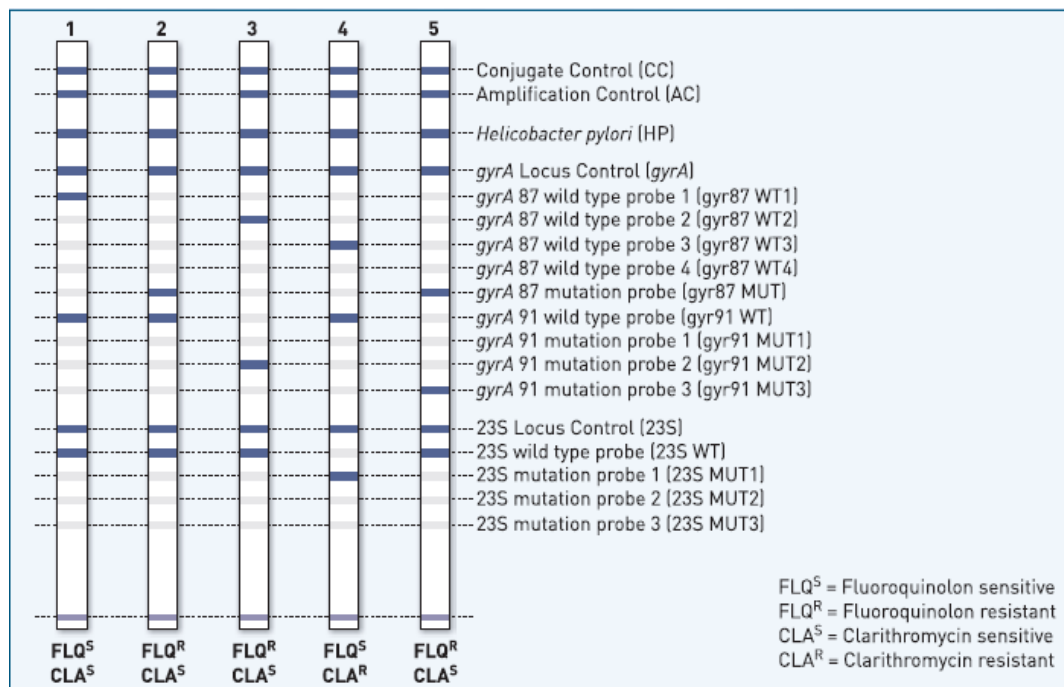 1 2 3 4 5
Conjugate Control (CC)
Amplification Control (AC)
Helicobacter pylori (HP)
gyrA Locus Control (gyrA)
gyrA 87 wild type probe 1 (gyr87 WT1)
gyrA 87 wild type probe 2 (gyr87 WT2)
gyrA 87 wild type probe 3 (gyr87 WT3)
gyrA 87 wild type probe 4 (gyr87 WT4)
gyrA 87 mutation probe (gyr87 MUT)
gyrA 91 wild type probe (gyr91 WT)
gyrA 91 mutation probe 1 (gyr91 MUT1)
gyrA 91 mutation probe 2 (gyr91 MUT2)
gyrA 91 mutation probe 3 (gyr91 MUT3)
23S Locus Control (23S)
23S wild type probe (23S WT)
23S mutation probe 1 (23S MUT1)
23S mutation probe 2 (23S MUT2)
23S mutation probe 3 (23S MUT3)
FLQˢ = Fluoroquinolon sensitive
FLQᴿ = Fluoroquinolon resistant
CLAˢ = Clarithromycin sensitive
CLAᴿ = Clarithromycin resistant
FLQˢ FLQᴿ FLQᴿ FLQˢ FLQᴿ
CLAˢ CLAˢ CLAˢ CLAᴿ CLAˢ